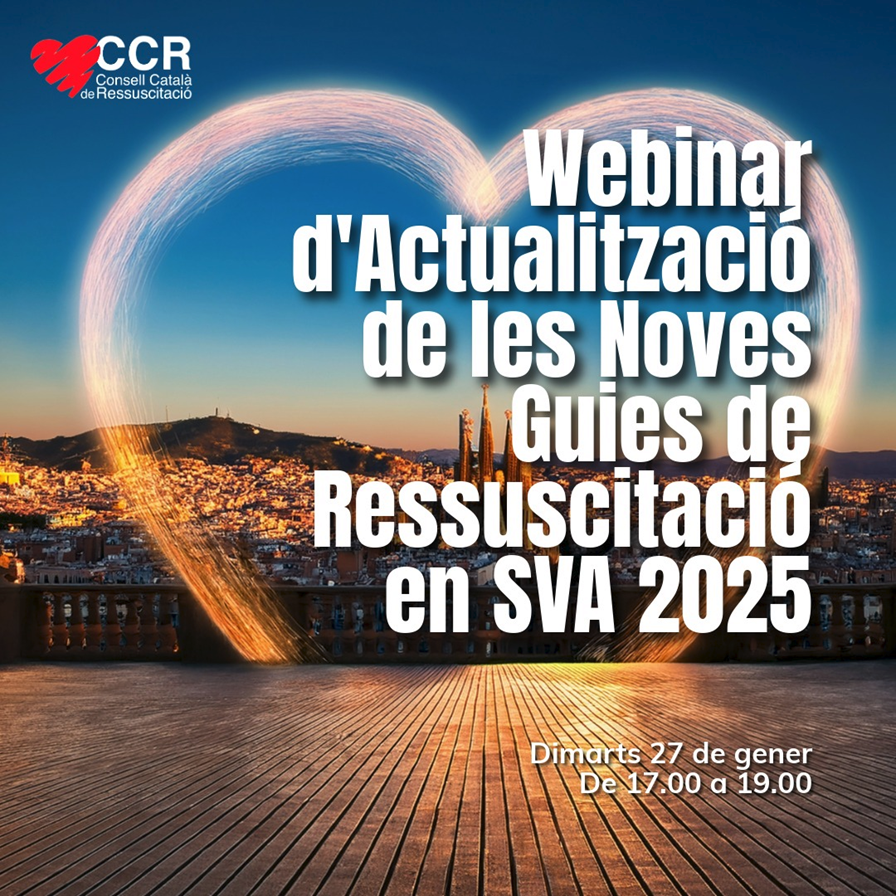 CCR
Consell Català
de Ressuscitació
Webinar
d'Actualització
de les Noves
Guies de
Ressuscitació
en SVA 2025
Dimarts 27 de gener
De 17.00 a 19.00